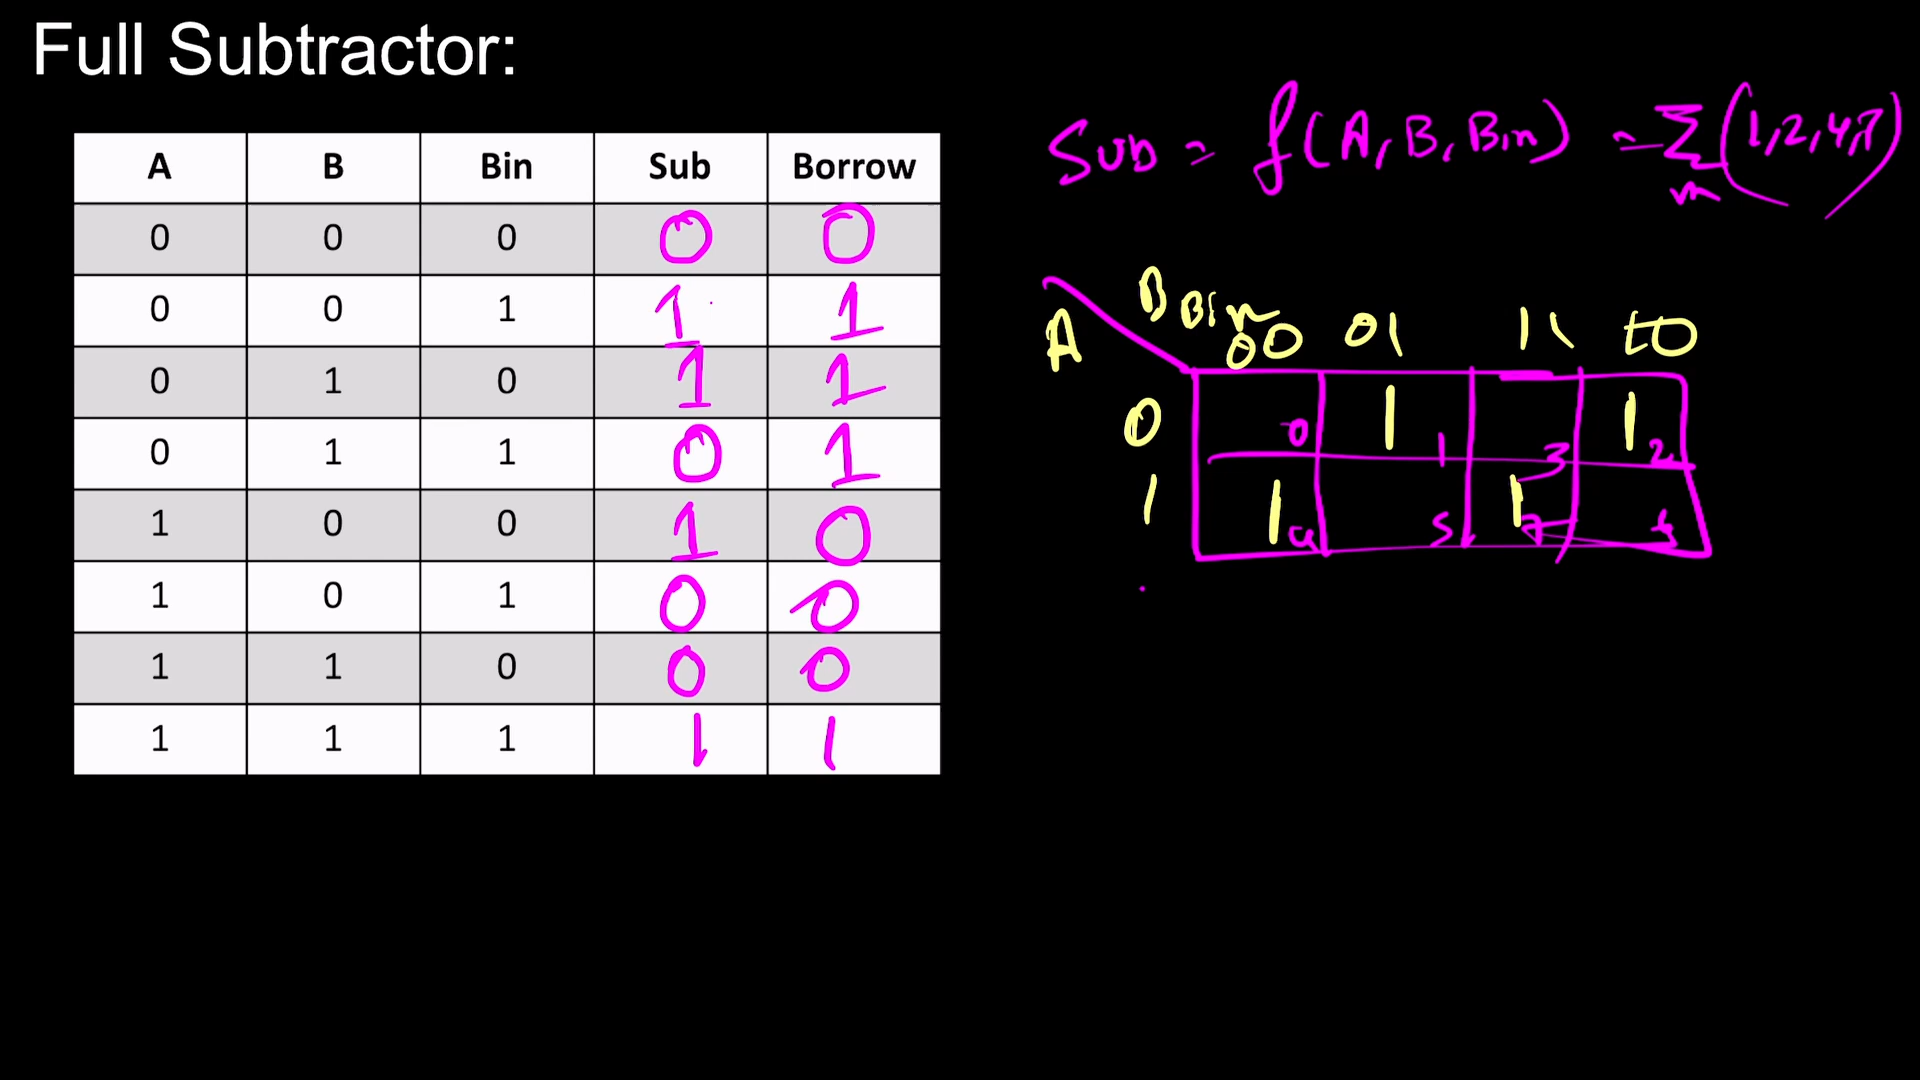 Full Subtractor:
A B Bin Sub Borrow
0 0 0 0 0
0 0 1 1 1
0 1 0 1 1
0 1 1 0 1
1 0 0 1 0
1 0 1 0 0
1 1 0 0 0
1 1 1 1 1
Sub = f(A, B, Bin) = Σm(1,2,4,7)
B Bin
A 00 01 11 10
0 0 1 1 3 1 2
1 1 4 5 1 7